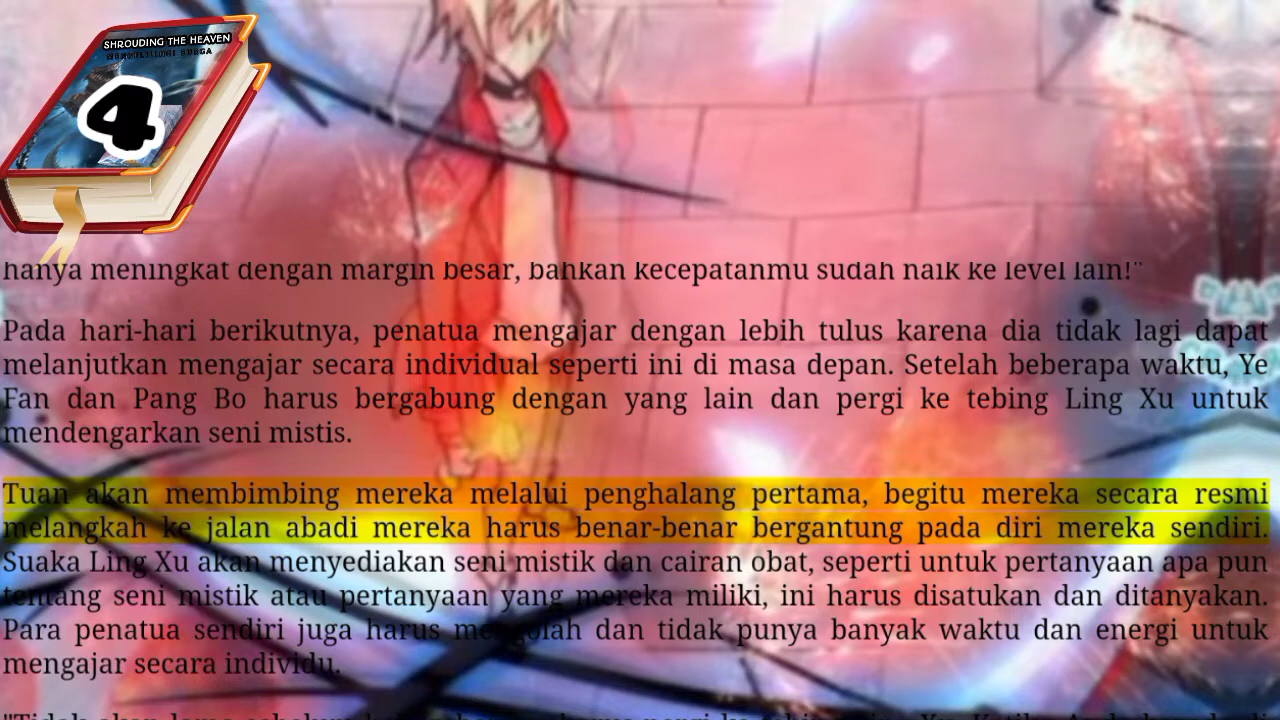 SHROUDING THE HEAVEN
4
hanya meningkat dengan margin besar, bahkan kecepatanmu sudah naik ke level lain!"
Pada hari-hari berikutnya, penatua mengajar dengan lebih tulus karena dia tidak lagi dapat
melanjutkan mengajar secara individual seperti ini di masa depan. Setelah beberapa waktu, Ye
Fan dan Pang Bo harus bergabung dengan yang lain dan pergi ke tebing Ling Xu untuk
mendengarkan seni mistis.
Tuan akan membimbing mereka melalui penghalang pertama, begitu mereka secara resmi
melangkah ke jalan abadi mereka harus benar-benar bergantung pada diri mereka sendiri.
Suaka Ling Xu akan menyediakan seni mistik dan cairan obat, seperti untuk pertanyaan apa pun
tentang seni mistik atau pertanyaan yang mereka miliki, ini harus disatukan dan ditanyakan.
Para penatua sendiri juga harus mengolah dan tidak punya banyak waktu dan energi untuk
mengajar secara individu.